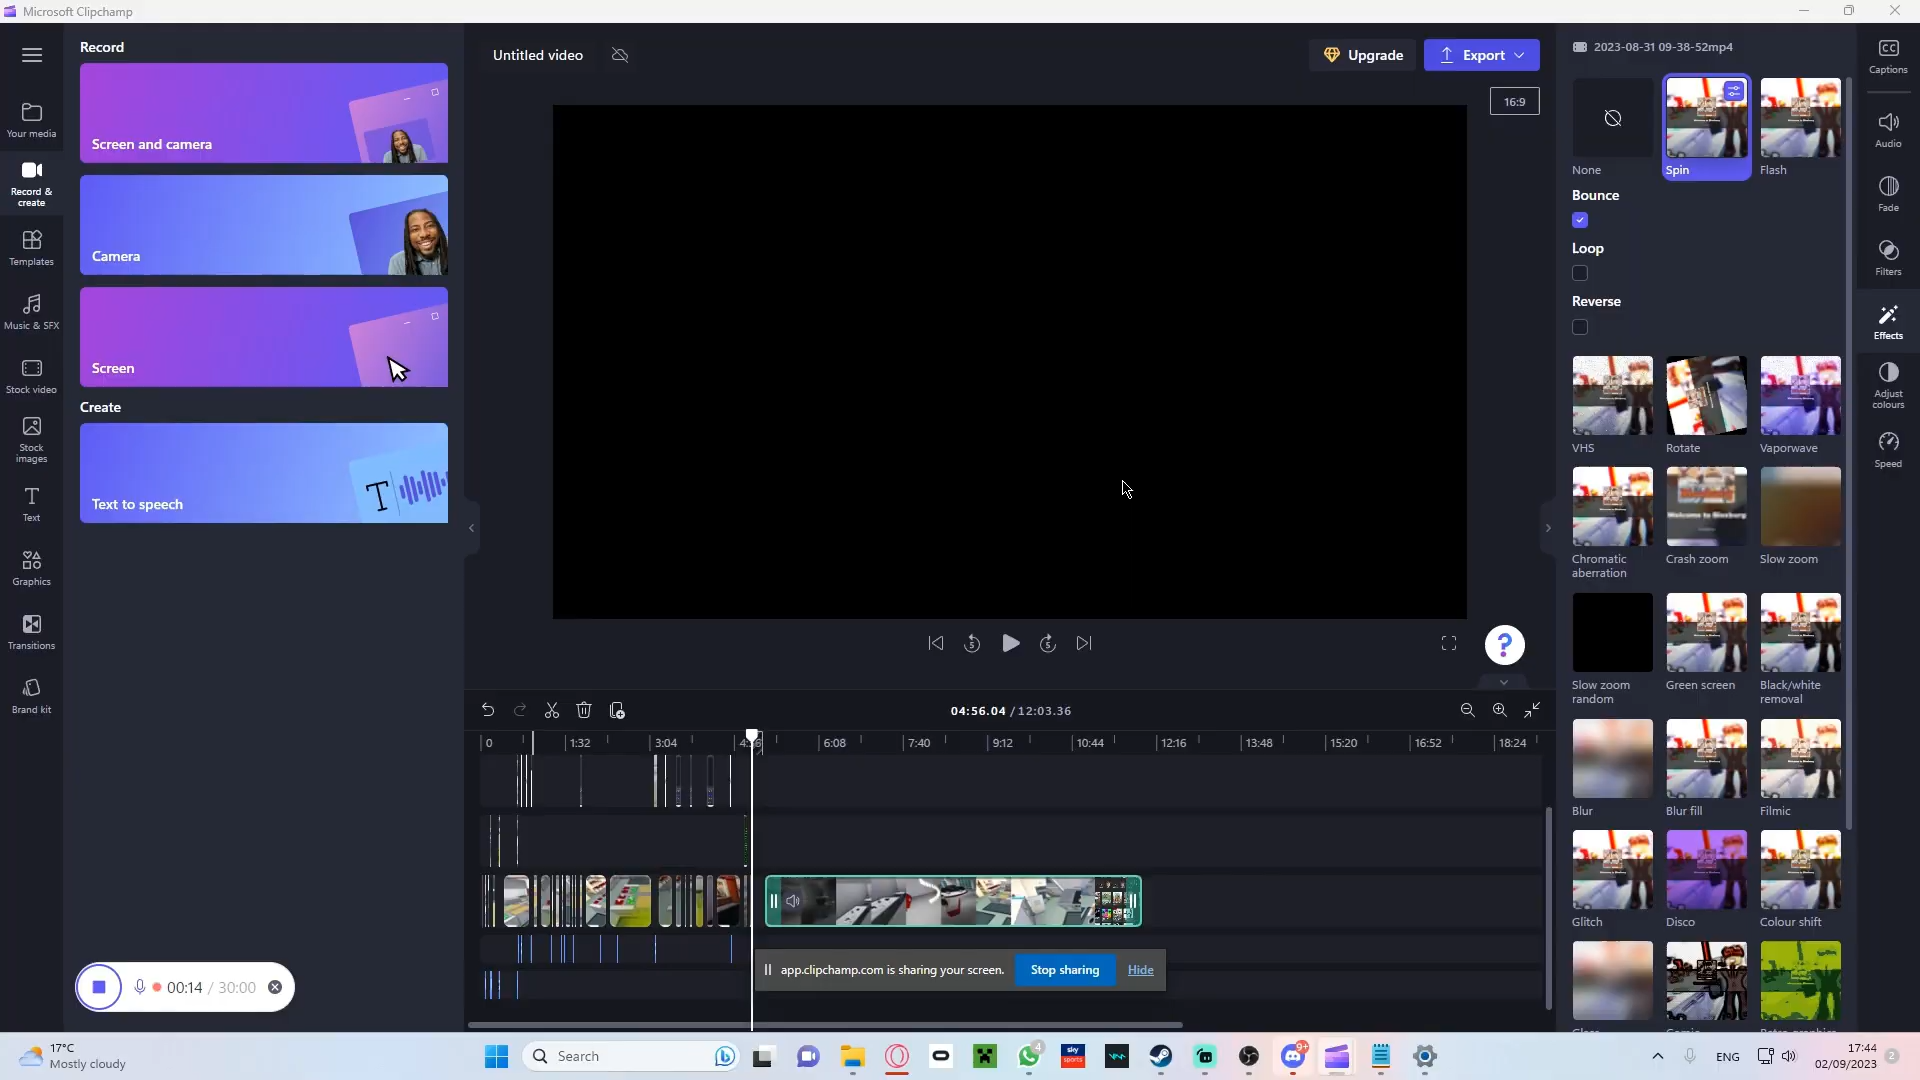 Microsoft Clipchamp
Record
Screen and camera
Camera
Screen
Create
Text to speech
Your media
Record &
create
Templates
Music & SFX
Stock video
Stock
images
Text
Graphics
Transitions
Brand kit
00:14 / 30:00
Untitled video
Upgrade
Export
16:9
5
5
?
04:56.04 / 12:03.36
0
1:32
3:04
6:08
7:40
9:12
10:44
12:16
13:48
15:20
16:52
18:24
app.clipchamp.com is sharing your screen.
Stop sharing
Hide
2023-08-31 09-38-52mp4
None
Spin
Flash
Bounce
Loop
Reverse
VHS
Rotate
Vaporwave
Chromatic
aberration
Crash zoom
Slow zoom
Slow zoom
random
Green screen
Black/white
removal
Blur
Blur fill
Filmic
Glitch
Disco
Colour shift
CC
Captions
Audio
Fade
Filters
Effects
Adjust
colours
Speed
17°C
Mostly cloudy
Search
4
sky
sports
9+
ENG
17:44
02/09/2023
2